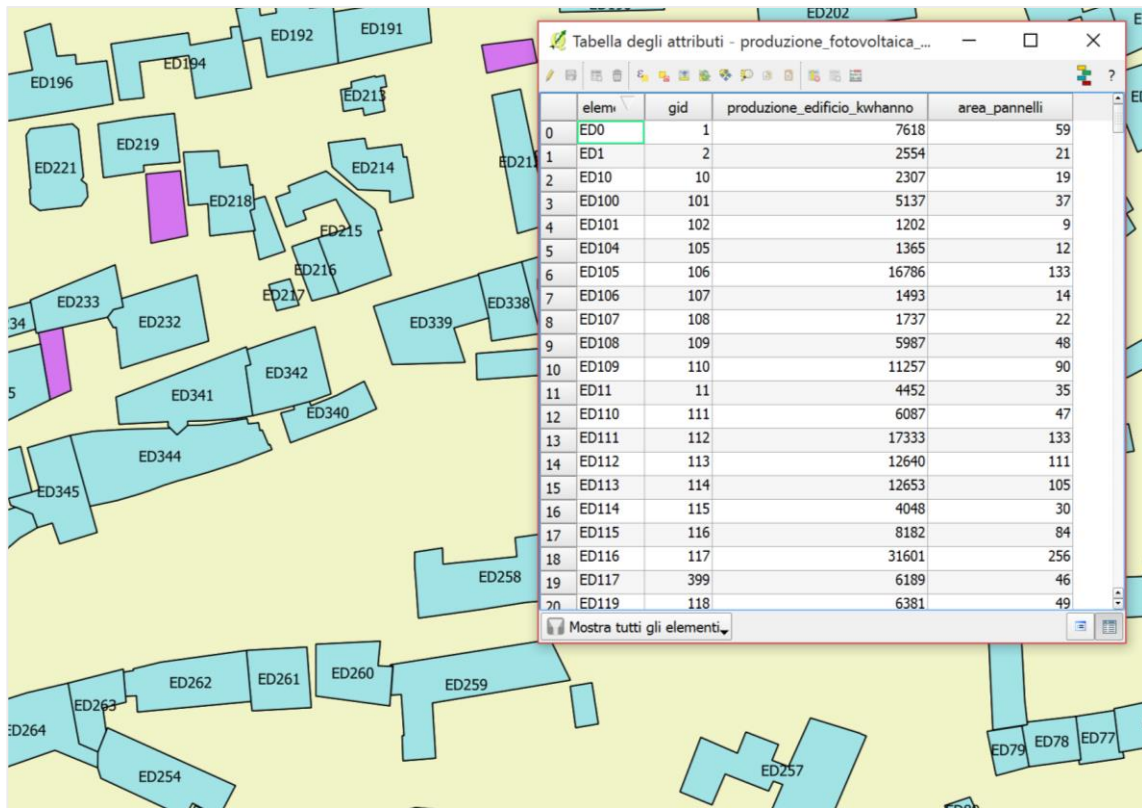 ED202
ED192
ED191
ED194
ED196
ED213
ED219
ED221
ED214
ED218
ED215
ED216
ED217
ED233
34
ED232
ED338
ED339
ED342
ED341
ED340
5
ED344
ED345
ED258
ED262
ED261
ED260
ED259
ED263
ED264
ED254
ED257
ED79
ED78
ED77
Tabella degli attributi - produzione_fotovoltaica_...
?
elem gid produzione_edificio_kwhanno area_pannelli
0 ED0 1 7618 59
1 ED1 2 2554 21
2 ED10 10 2307 19
3 ED100 101 5137 37
4 ED101 102 1202 9
5 ED104 105 1365 12
6 ED105 106 16786 133
7 ED106 107 1493 14
8 ED107 108 1737 22
9 ED108 109 5987 48
10 ED109 110 11257 90
11 ED11 11 4452 35
12 ED110 111 6087 47
13 ED111 112 17333 133
14 ED112 113 12640 111
15 ED113 114 12653 105
16 ED114 115 4048 30
17 ED115 116 8182 84
18 ED116 117 31601 256
19 ED117 399 6189 46
20 ED119 118 6381 49
Mostra tutti gli elementi